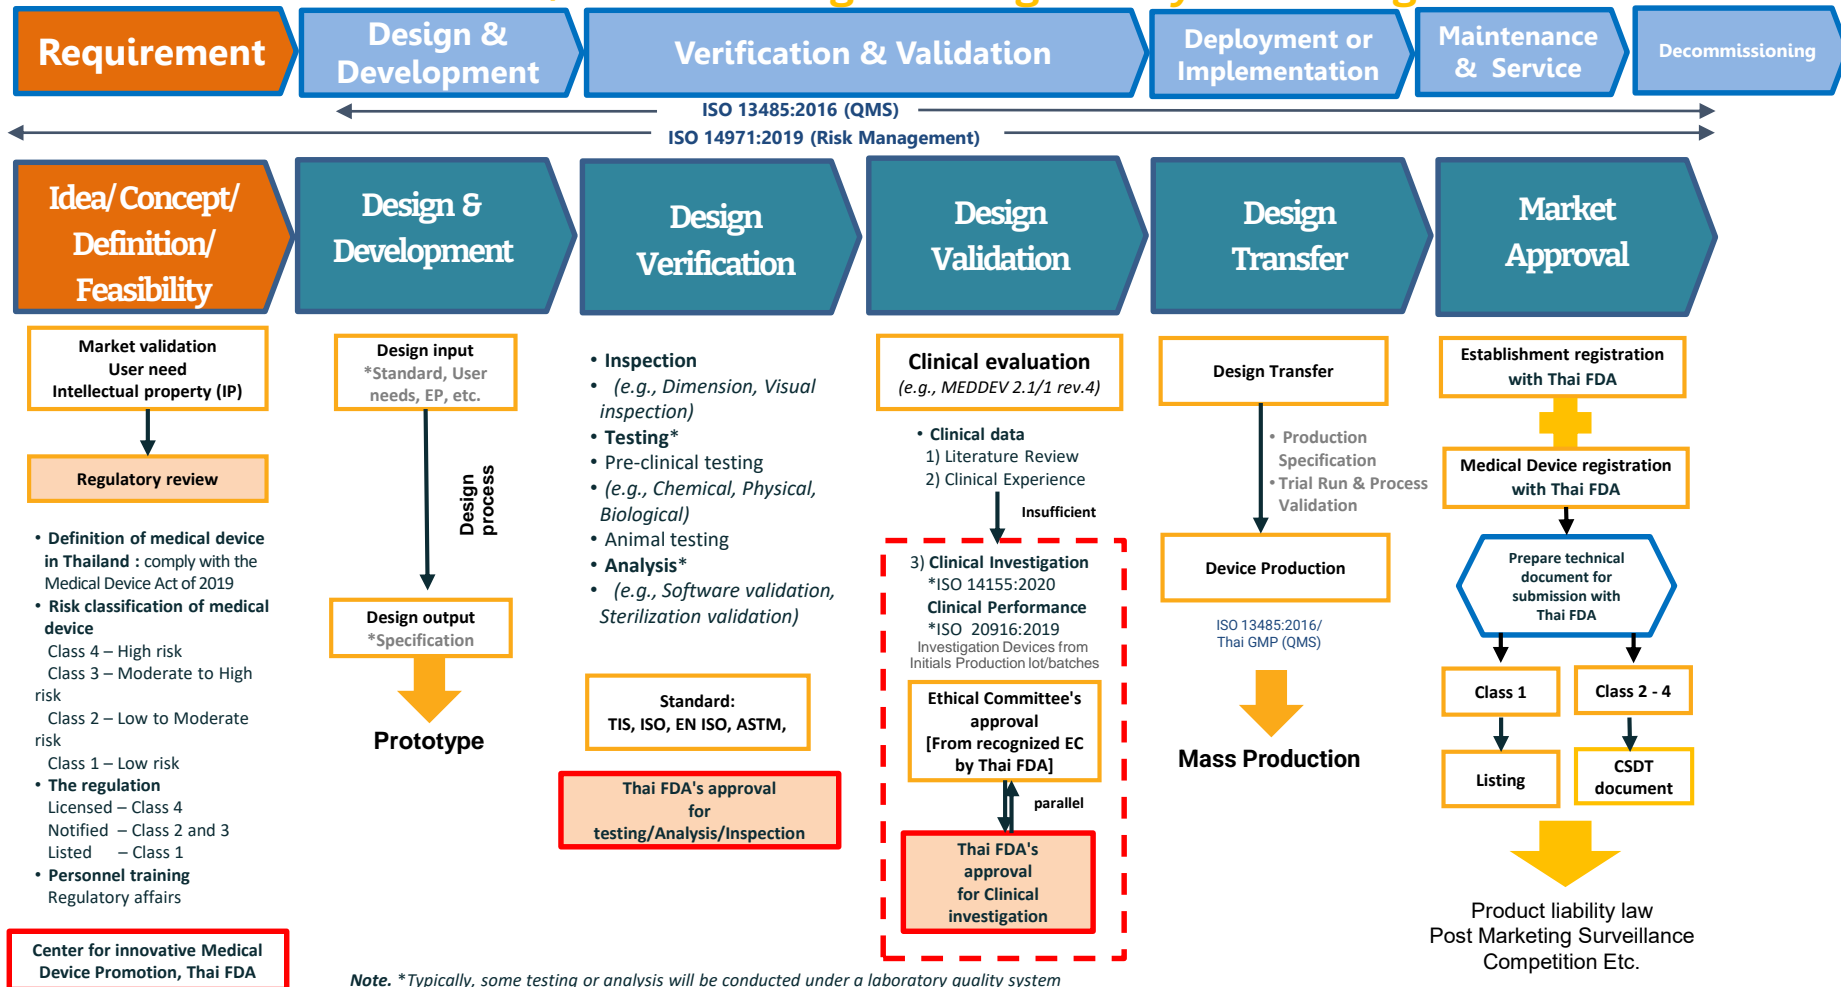 Requirement
Design &
Development
Verification & Validation
Deployment or
Implementation
Maintenance
& Service
Decommissioning
ISO 13485:2016 (QMS)
ISO 14971:2019 (Risk Management)
Idea/ Concept/
Definition/
Feasibility
Design &
Development
Design
Verification
Design
Validation
Design
Transfer
Market
Approval
Market validation
User need
Intellectual property (IP)
Regulatory review
• Definition of medical device
in Thailand : comply with the
Medical Device Act of 2019
• Risk classification of medical
device
Class 4 – High risk
Class 3 – Moderate to High
risk
Class 2 – Low to Moderate
risk
Class 1 – Low risk
• The regulation
Licensed – Class 4
Notified – Class 2 and 3
Listed – Class 1
• Personnel training
Regulatory affairs
Center for innovative Medical
Device Promotion, Thai FDA
Design input
*Standard, User
needs, EP, etc.
Design
process
Design output
*Specification
Prototype
• Inspection
• (e.g., Dimension, Visual
inspection)
• Testing*
• Pre-clinical testing
• (e.g., Chemical, Physical,
Biological)
• Animal testing
• Analysis*
• (e.g., Software validation,
Sterilization validation)
Standard:
TIS, ISO, EN ISO, ASTM,
Thai FDA's approval
for
testing/Analysis/Inspection
Clinical evaluation
(e.g., MEDDEV 2.1/1 rev.4)
• Clinical data
1) Literature Review
2) Clinical Experience
Insufficient
3) Clinical Investigation
*ISO 14155:2020
Clinical Performance
*ISO 20916:2019
Investigation Devices from
Initials Production lot/batches
Ethical Committee's
approval
[From recognized EC
by Thai FDA]
parallel
Thai FDA's
approval
for Clinical
investigation
Design Transfer
• Production
Specification
• Trial Run & Process
Validation
Device Production
ISO 13485:2016/
Thai GMP (QMS)
Mass Production
Establishment registration
with Thai FDA
Medical Device registration
with Thai FDA
Prepare technical
document for
submission with
Thai FDA
Class 1
Class 2 - 4
Listing
CSDT
document
Product liability law
Post Marketing Surveillance
Competition Etc.
Note. *Typically, some testing or analysis will be conducted under a laboratory quality system